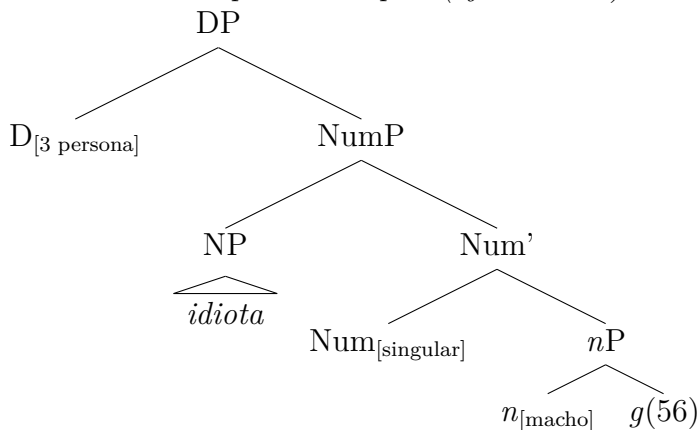 DP
D[3 persona] NumP
NP Num'
idiota
Num[singular] nP
n[macho] g(56)